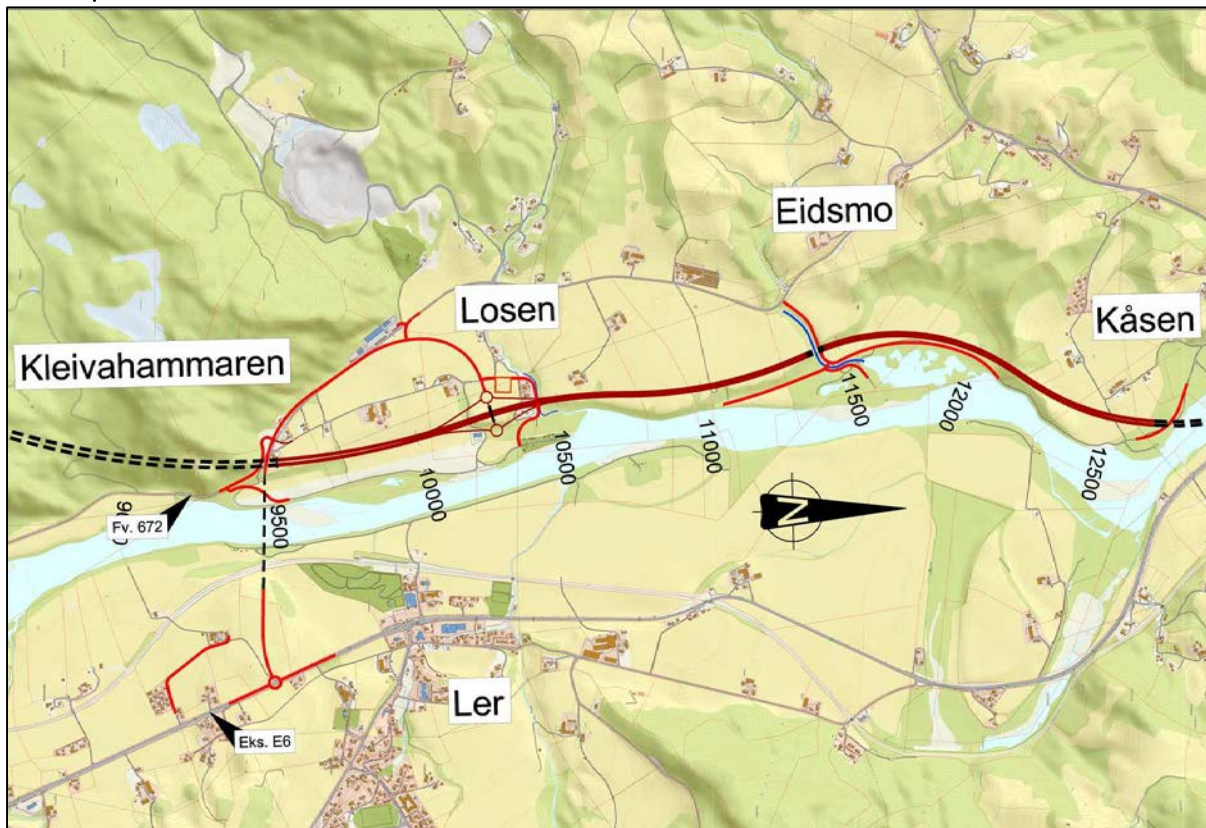 Eidsmo
Losen
Kåsen
Kleivahammaren
11500
12000
11000
10500
12500
10000
9500
Fv. 672
N
Ler
Eks. E6